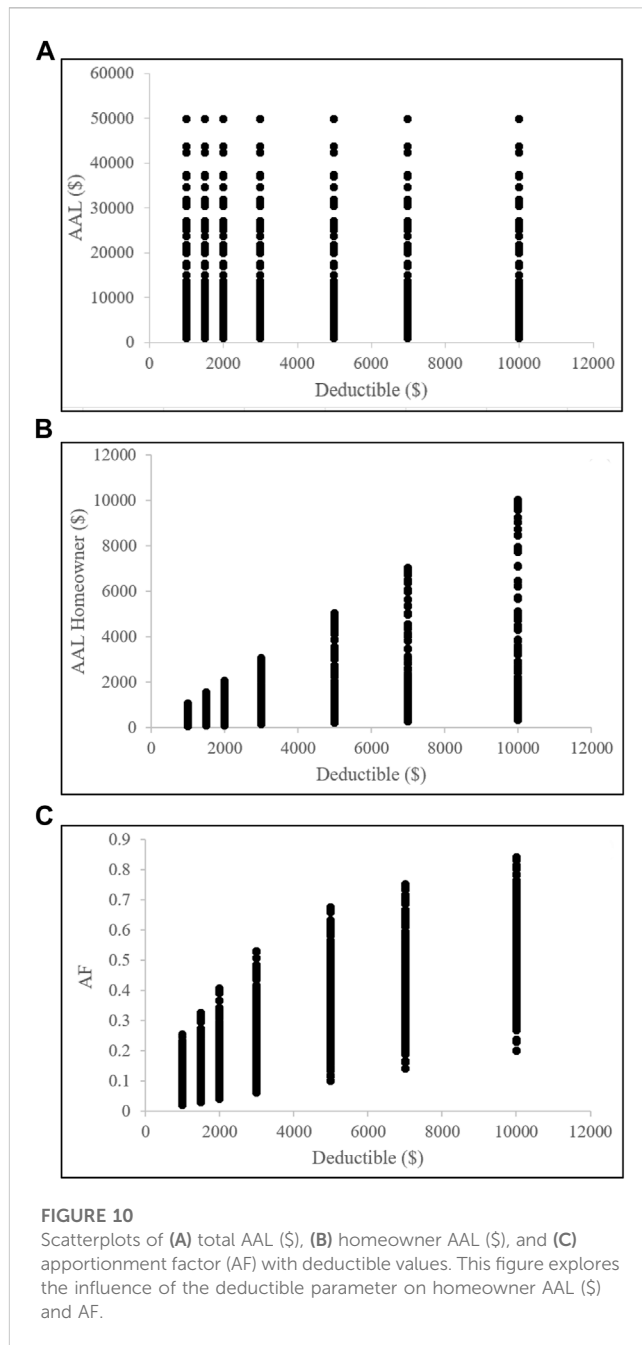 A
60000
50000
40000
30000
20000
10000
0
AAL ($)
0 2000 4000 6000 8000 10000 12000
Deductible ($)
B
12000
10000
8000
6000
4000
2000
0
AAL Homeowner ($)
0 2000 4000 6000 8000 10000 12000
Deductible ($)
C
0.9
0.8
0.7
0.6
0.5
0.4
0.3
0.2
0.1
0
AF
0 2000 4000 6000 8000 10000 12000
Deductible ($)
FIGURE 10
Scatterplots of (A) total AAL ($), (B) homeowner AAL ($), and (C)
apportionment factor (AF) with deductible values. This figure explores
the influence of the deductible parameter on homeowner AAL ($)
and AF.